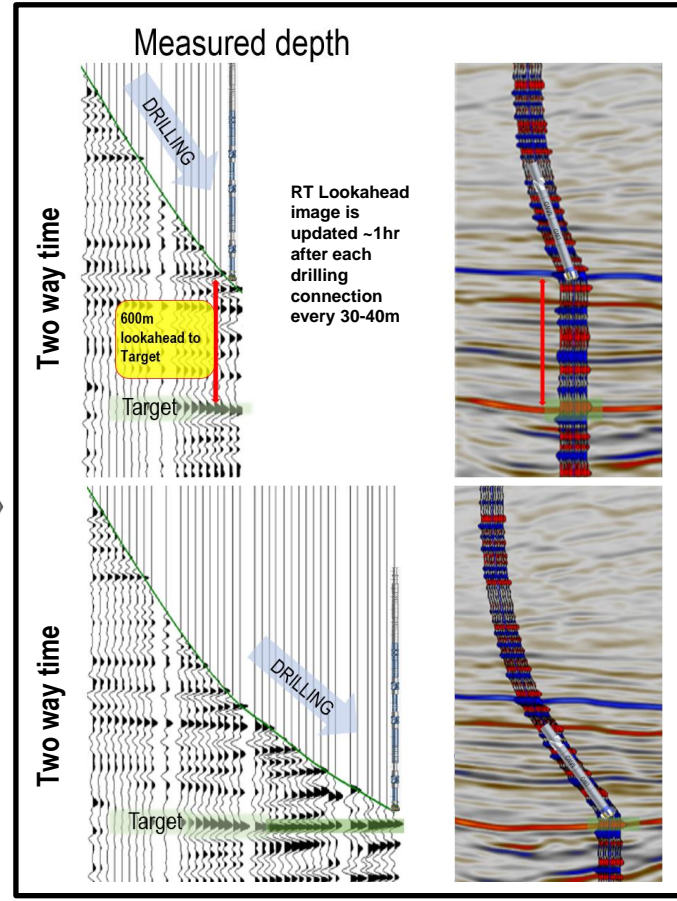 Measured depth
Two way time
DRILLING
600m
lookahead to
Target
Target
RT Lookahead
image is
updated ~1hr
after each
drilling
connection
every 30-40m
Two way time
DRILLING
Target